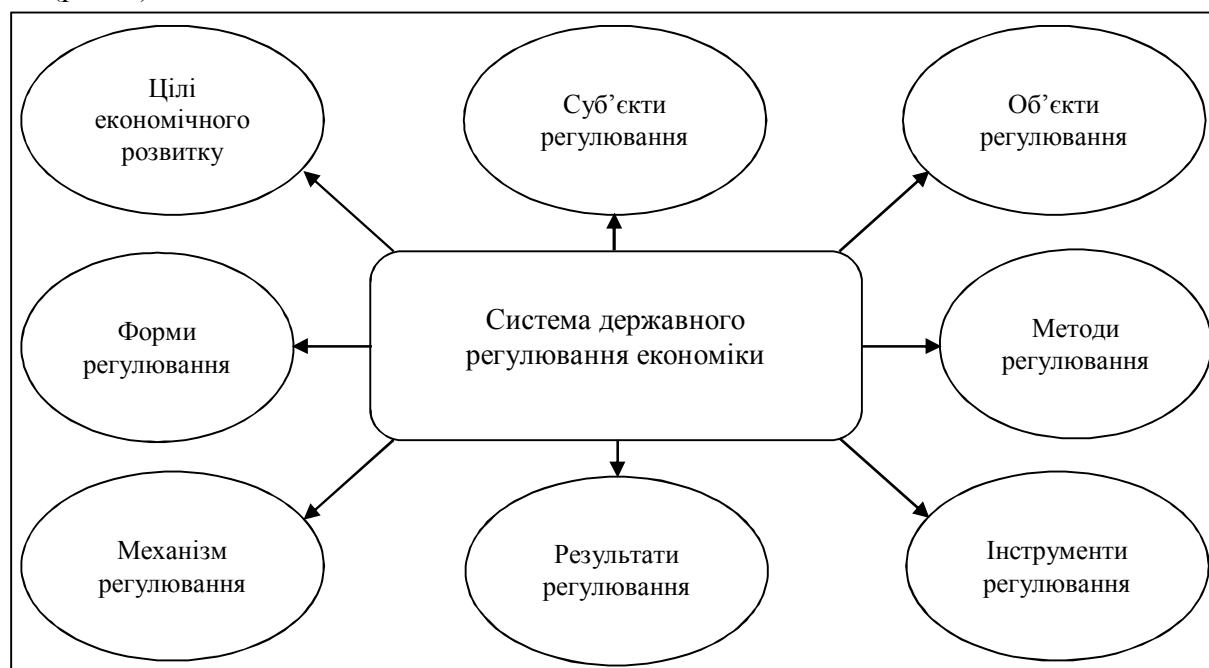 Цілі
економічного
розвитку
Суб’єкти
регулювання
Об’єкти
регулювання
Форми
регулювання
Система державного
регулювання економіки
Методи
регулювання
Механізм
регулювання
Результати
регулювання
Інструменти
регулювання